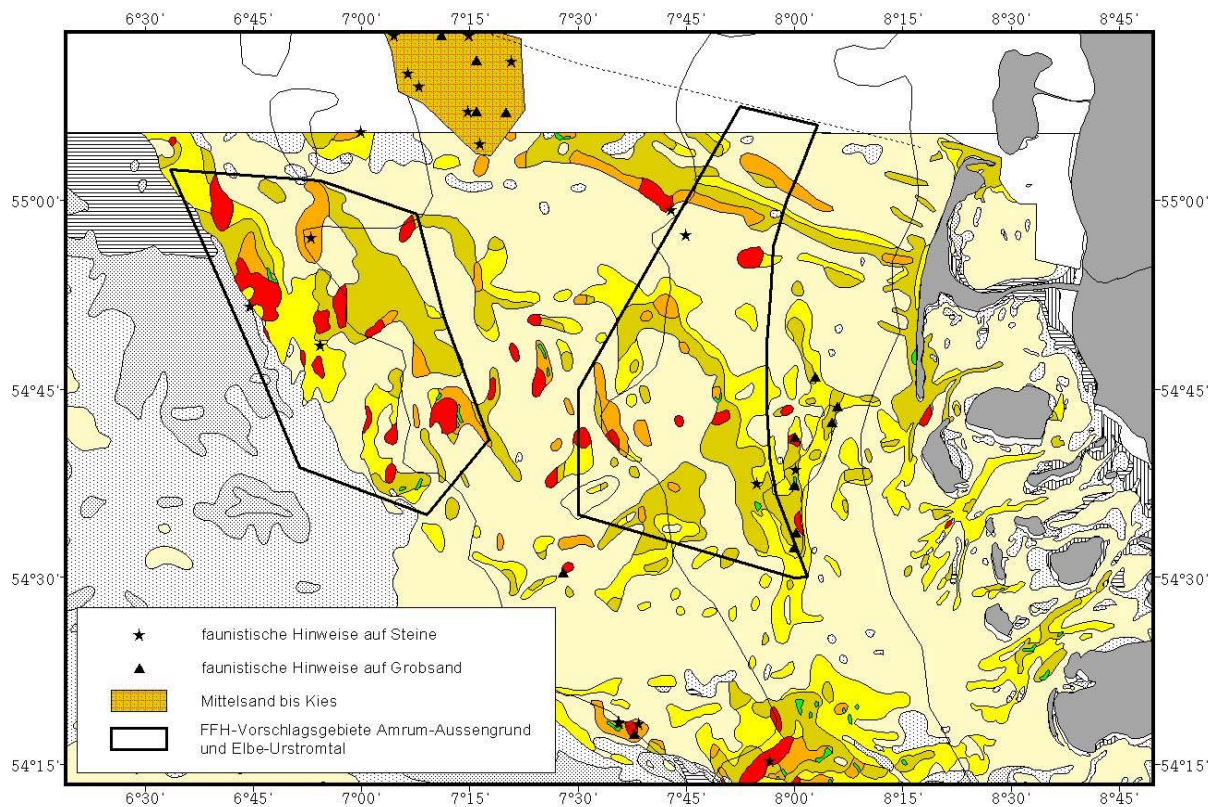 6°30' 6°45' 7°00' 7°15' 7°30' 7°45' 8°00' 8°15' 8°30' 8°45'
55°00' 55°00'
54°45' 54°45'
54°30' 54°30'
faunistische Hinweise auf Steine
faunistische Hinweise auf Grobsand
Mittelsand bis Kies
FFH-Vorschlagsgebiete Amrum-Aussengrund
und Elbe-Urstromtal
54°15' 54°15'
6°30' 6°45' 7°00' 7°15' 7°30' 7°45' 8°00' 8°15' 8°30' 8°45'